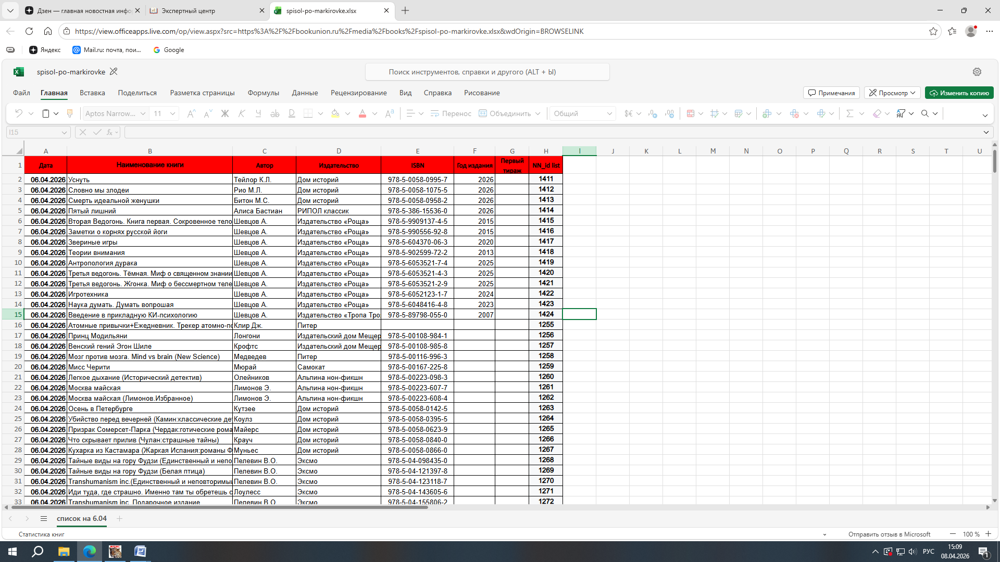 Дзен — главная новостная инфо
Экспертный центр
spisol-po-markirovke.xlsx
https://view.officeapps.live.com/op/view.aspx?src=https%3A%2F%2Fbookunion.ru%2Fmedia%2Fbooks%2Fspisol-po-markirovke.xlsx&wdOrigin=BROWSELINK
Яндекс Mail.ru: почта, пои... Google
spisol-po-markirovke
Поиск инструментов, справки и другого (ALT + Ы)
Файл Главная Вставка Поделиться Разметка страницы Формулы Данные Рецензирование Вид Справка Рисование
Примечания Просмотр Изменить копию
Aptos Narrow... 11 Ж К Ч ab Перенос Объединить Общий
I15 fx
A B C D E F G H I J K L M N O P Q R S T U
1 Дата Наименование книги Автор Издательство ISBN Год издания Первый тираж NN_id list
2 06.04.2026 Уснуть Тейлор К.Л. Дом историй 978-5-0058-0995-7 2026 1411
3 06.04.2026 Словно мы злодеи Рио М.Л. Дом историй 978-5-0058-1075-5 2026 1412
4 06.04.2026 Смерть идеальной женушки Битон М.С. Дом историй 978-5-0058-0958-2 2026 1413
5 06.04.2026 Пятый лишний Алиса Бастиан РИПОЛ классик 978-5-386-15536-0 2026 1414
6 06.04.2026 Вторая Ведогонь. Книга первая. Сокровенное тело Шевцов А. Издательство «Роща» 978-5-9909137-4-5 2015 1415
7 06.04.2026 Заметки о корнях русской йоги Шевцов А. Издательство «Роща» 978-5-990556-92-8 2015 1416
8 06.04.2026 Звериные игры Шевцов А. Издательство «Роща» 978-5-604370-06-3 2020 1417
9 06.04.2026 Теории внимания Шевцов А. Издательство «Роща» 978-5-902599-72-2 2013 1418
10 06.04.2026 Антропология дурака Шевцов А. Издательство «Роща» 978-5-6053521-7-4 2025 1419
11 06.04.2026 Третья ведогонь. Тёмная. Миф о священном знании Шевцов А. Издательство «Роща» 978-5-6053521-4-3 2025 1420
12 06.04.2026 Третья ведогонь. Жгонка. Миф о бессмертном теле Шевцов А. Издательство «Роща» 978-5-6053521-2-9 2025 1421
13 06.04.2026 Игротехника Шевцов А. Издательство «Роща» 978-5-6052123-1-7 2024 1422
14 06.04.2026 Наука думать. Думать вопрошая Шевцов А. Издательство «Роща» 978-5-6048416-4-8 2023 1423
15 06.04.2026 Введение в прикладную КИ-психологию Шевцов А. Издательство «Тропа Тро 978-5-89798-055-0 2007 1424
16 06.04.2026 Атомные привычки+Ежедневник. Трекер атомно-по Клир Дж. Питер 1255
17 06.04.2026 Принц Модильяни Лонгони Издательский дом Мещер 978-5-00108-984-1 1256
18 06.04.2026 Венский гений Эгон Шиле Крофтс Издательский дом Мещер 978-5-00108-985-8 1257
19 06.04.2026 Мозг против мозга. Mind vs brain (New Science) Медведев Питер 978-5-00116-996-3 1258
20 06.04.2026 Мисс Черити Мюрай Самокат 978-5-00167-225-8 1259
21 06.04.2026 Легкое дыхание (Исторический детектив) Олейников Альпина нон-фикшн 978-5-00223-098-3 1260
22 06.04.2026 Москва майская Лимонов Э. Альпина нон-фикшн 978-5-00223-607-7 1261
23 06.04.2026 Москва майская (Лимонов.Избранное) Лимонов Э. Альпина нон-фикшн 978-5-00223-608-4 1262
24 06.04.2026 Осень в Петербурге Кутзее Дом историй 978-5-0058-0142-5 1263
25 06.04.2026 Убийство перед вечерней (Камин:классические де Коулз Дом историй 978-5-0058-0395-5 1264
26 06.04.2026 Призрак Сомерсет-Парка (Чердак:готические рома Майерс Дом историй 978-5-0058-0623-9 1265
27 06.04.2026 Что скрывает прилив (Чулан:страшные тайны) Крауч Дом историй 978-5-0058-0840-0 1266
28 06.04.2026 Кухарка из Кастамара (Жаркая Испания:романы Ф Муньес Дом историй 978-5-0058-0866-0 1267
29 06.04.2026 Тайные виды на гору Фудзи (Единственный и непо Пелевин В.О. Эксмо 978-5-04-098435-0 1268
30 06.04.2026 Тайные виды на гору Фудзи (Белая птица) Пелевин В.О. Эксмо 978-5-04-121397-8 1269
31 06.04.2026 Transhumanism inc.(Единственный и неповторимы Пелевин В.О. Эксмо 978-5-04-123118-7 1270
32 06.04.2026 Иди туда, где страшно. Именно там ты обретешь с Лоулесс Эксмо 978-5-04-143605-6 1271
33 06.04.2026 Transhumanism inc. Подарочное издание Пелевин В.О. Эксмо 978-5-04-155806-2 1272
список на 6.04
Статистика книг Отправить отзыв в Microsoft 100 %
РУС 15:09
08.04.2026 1